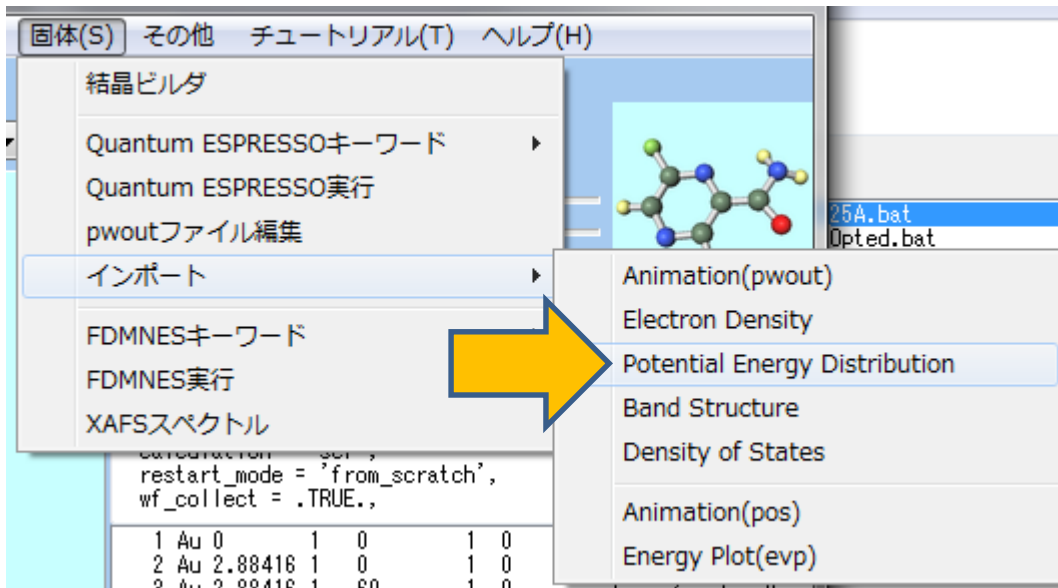 固体(S) その他 チュートリアル(T) ヘルプ(H)
結晶ビルダ
Quantum ESPRESSOキーワード
Quantum ESPRESSO実行
pwoutファイル編集
インポート
FDMNESキーワード
FDMNES実行
XAFSスペクトル
25A.bat
Opted.bat
Animation(pwout)
Electron Density
Potential Energy Distribution
Band Structure
Density of States
Animation(pos)
Energy Plot(evp)
restart_mode = 'from_scratch',
wf_collect = .TRUE.,
1 Au 0 1 0 1 0
2 Au 2.88416 1 0 1 0